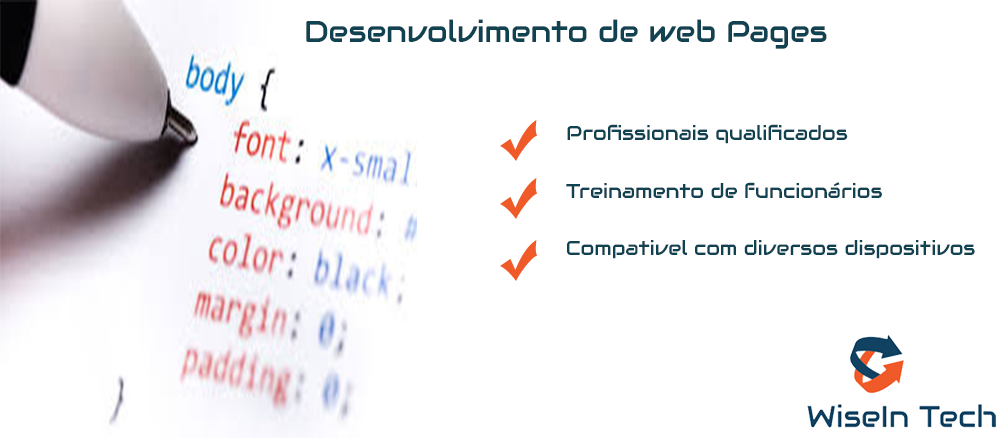 Desenvolvimento de web Pages
body {
font: x-smal
background: #
color: black;
margin: 0;
padding: 0;
}
Profissionais qualificados
Treinamento de funcionários
Compativel com diversos dispositivos
WiseIn Tech